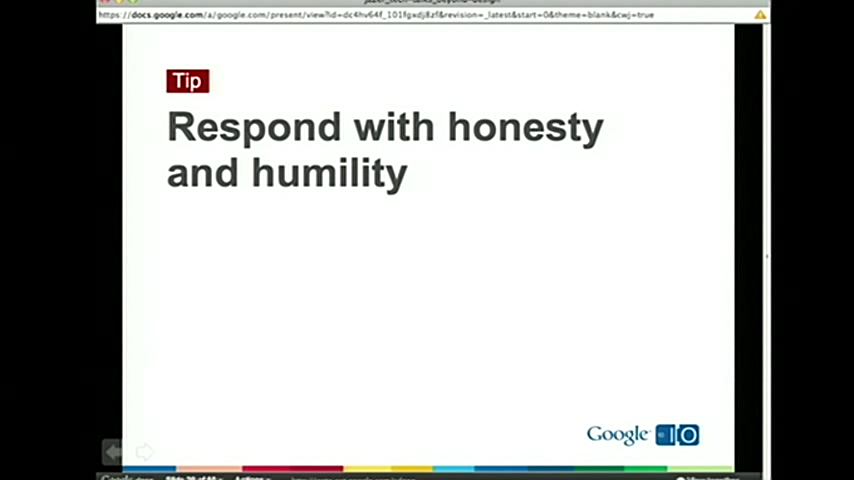 https://docs.google.com/a/google.com/present/view?id=dc4hv64f_101fgxdj8zf&revision=_latest&start=0&theme=blank&cwj=true
Tip
Respond with honesty
and humility
Google IO